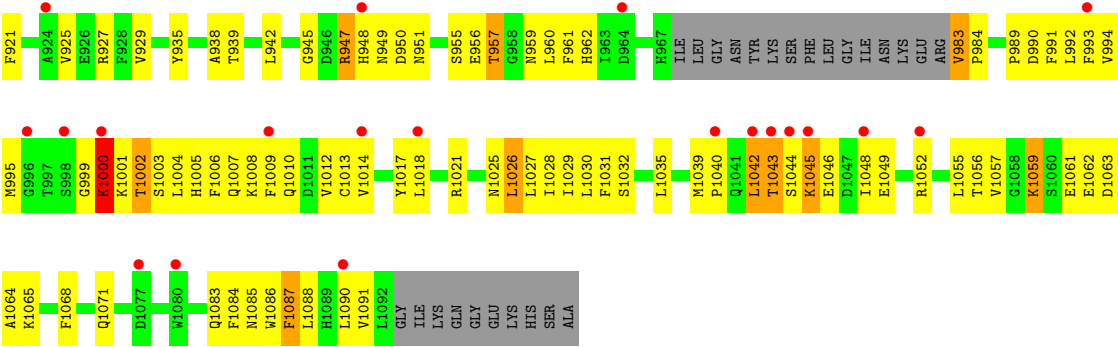 F921 A924 V925 E926 R927 F928 V929 Y935 A938 T939 L942 G945 D946 R947 H948 N949 D950 N951 S955 E956 T957 G958 N959 L960 F961 H962 I963 D964 H967 ILE LEU GLY ASN TYR LYS SER PHE LEU GLY ILE ASN LYS GLU ARG V983 P984 P989 D990 F991 L992 F993 V994
M995 G996 T997 S998 G999 K1000 K1001 T1002 S1003 L1004 H1005 F1006 Q1007 K1008 F1009 Q1010 D1011 V1012 C1013 V1014 Y1017 L1018 R1021 N1025 L1026 L1027 I1028 I1029 L1030 F1031 S1032 L1035 M1039 P1040 Q1041 L1042 T1043 S1044 K1045 E1046 D1047 I1048 E1049 R1052 L1055 T1056 V1057 G1058 K1059 S1060 E1061 E1062 D1063
A1064 K1065 F1068 Q1071 D1077 W1080 Q1083 F1084 N1085 W1086 F1087 L1088 H1089 L1090 V1091 L1092 GLY ILE LYS GLN GLY GLU LYS HIS SER ALA